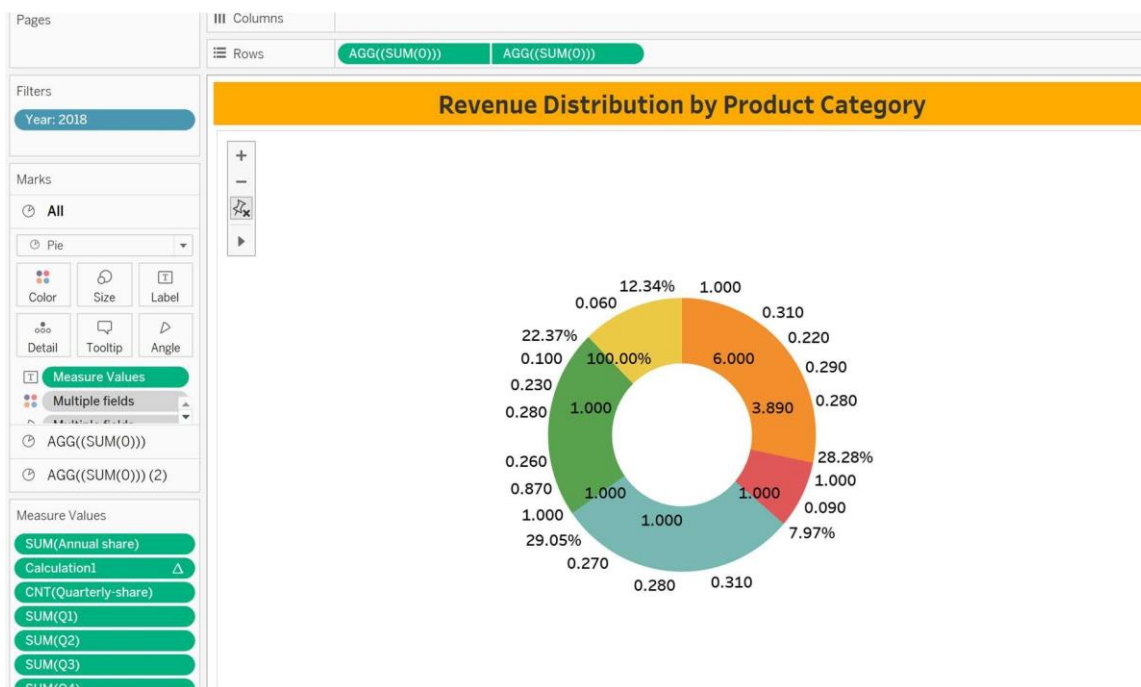 Pages
Columns
Rows
AGG((SUM(0))) AGG((SUM(0)))
Filters
Year: 2018
Marks
All
Pie
Color Size Label
Detail Tooltip Angle
Measure Values
Multiple fields
AGG((SUM(0)))
AGG((SUM(0))) (2)
Measure Values
SUM(Annual share)
Calculation1
CNT(Quarterly-share)
SUM(Q1)
SUM(Q2)
SUM(Q3)
Revenue Distribution by Product Category
12.34% 1.000
0.060 0.310
22.37% 0.220
0.100 100.00% 6.000 0.290
0.230
0.280 1.000 3.890 0.280
0.260 28.28%
0.870 1.000 1.000 1.000
1.000 1.000 0.090
29.05% 7.97%
0.270
0.280 0.310